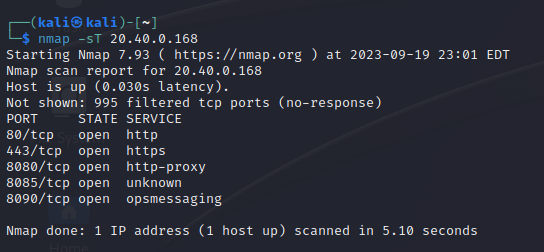 ┌──(kali㉿kali)-[~]
└─$ nmap -sT 20.40.0.168
Starting Nmap 7.93 ( https://nmap.org ) at 2023-09-19 23:01 EDT
Nmap scan report for 20.40.0.168
Host is up (0.030s latency).
Not shown: 995 filtered tcp ports (no-response)
PORT     STATE SERVICE
80/tcp   open  http
443/tcp  open  https
8080/tcp open  http-proxy
8085/tcp open  unknown
8090/tcp open  opsmessaging
Nmap done: 1 IP address (1 host up) scanned in 5.10 seconds
Home